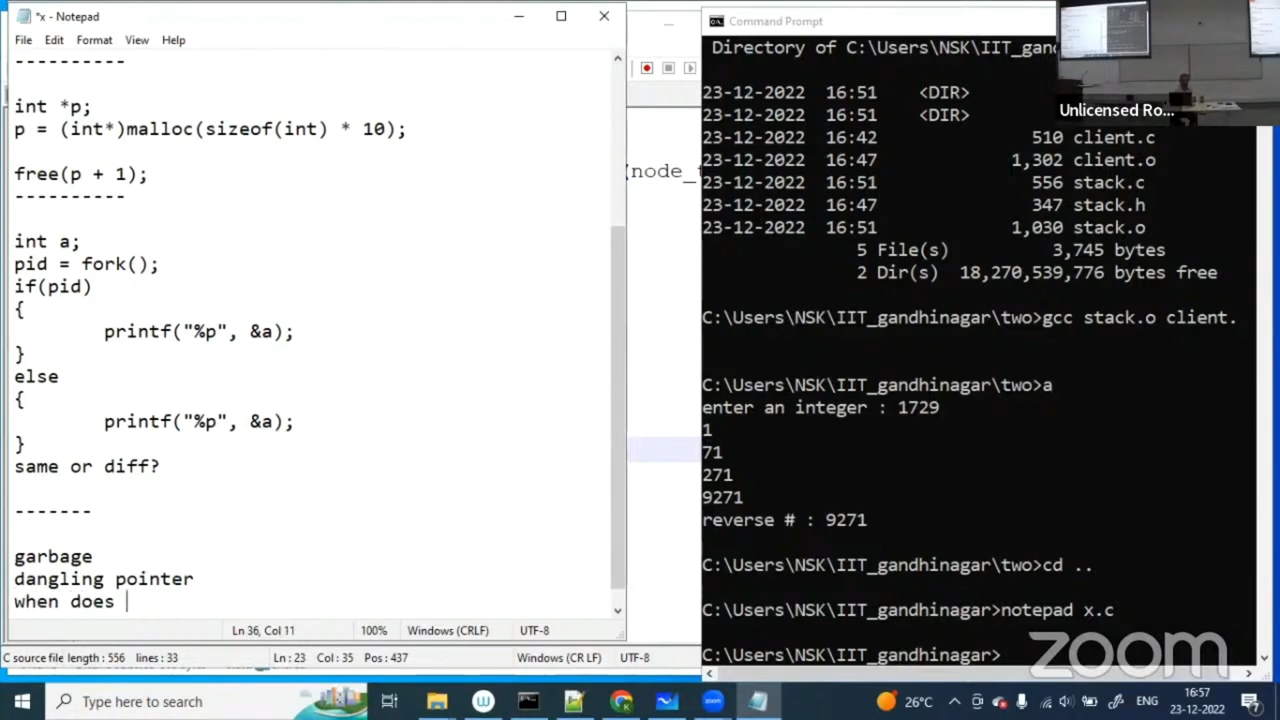 *x - Notepad
File Edit Format View Help
----------
int *p;
p = (int*)malloc(sizeof(int) * 10);
free(p + 1);
----------
int a;
pid = fork();
if(pid)
{
printf("%p", &a);
}
else
{
printf("%p", &a);
}
same or diff?
-------
garbage
dangling pointer
when does
Ln 36, Col 11 100% Windows (CRLF) UTF-8
(node_
C source file length : 556 lines : 33 Ln : 23 Col : 35 Pos : 437 Windows (CR LF) UTF-8
Command Prompt
Directory of C:\Users\NSK\IIT_gandh
23-12-2022 16:51 <DIR>
23-12-2022 16:51 <DIR>
23-12-2022 16:42 510 client.c
23-12-2022 16:47 1,302 client.o
23-12-2022 16:51 556 stack.c
23-12-2022 16:47 347 stack.h
23-12-2022 16:51 1,030 stack.o
5 File(s) 3,745 bytes
2 Dir(s) 18,270,539,776 bytes free
C:\Users\NSK\IIT_gandhinagar\two>gcc stack.o client.
C:\Users\NSK\IIT_gandhinagar\two>a
enter an integer : 1729
1
71
271
9271
reverse # : 9271
C:\Users\NSK\IIT_gandhinagar\two>cd ..
C:\Users\NSK\IIT_gandhinagar>notepad x.c
C:\Users\NSK\IIT_gandhinagar>
Unlicensed Ro...
zoom
Type here to search
zoom
26°C
ENG
16:57
23-12-2022
7